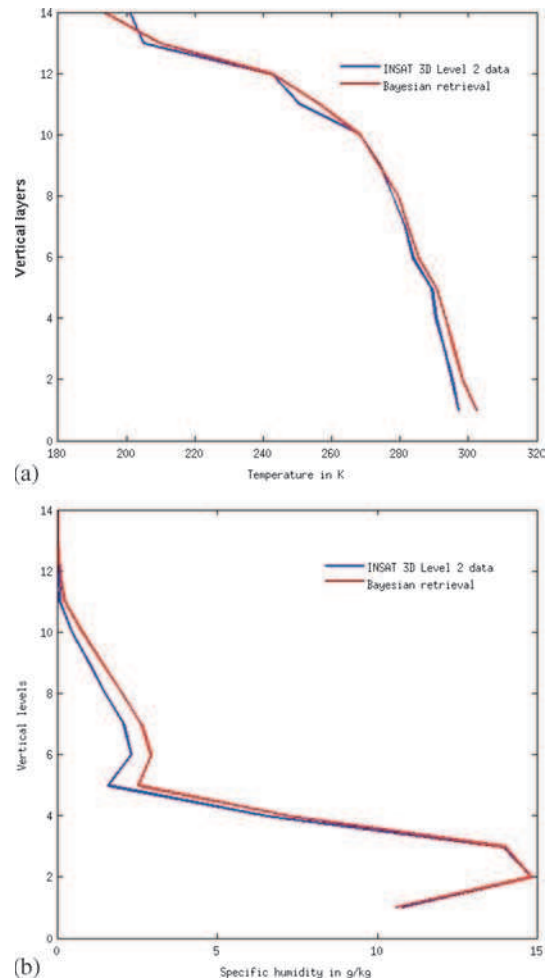 14
12
10
8
6
4
2
0
Vertical layers
INSAT 3D Level 2 data
Bayesian retrieval
180 200 220 240 260 280 300 320
Temperature in K
(a)
14
12
10
8
6
4
2
0
Vertical levels
INSAT 3D Level 2 data
Bayesian retrieval
0 5 10 15
Specific humidity in g/kg
(b)